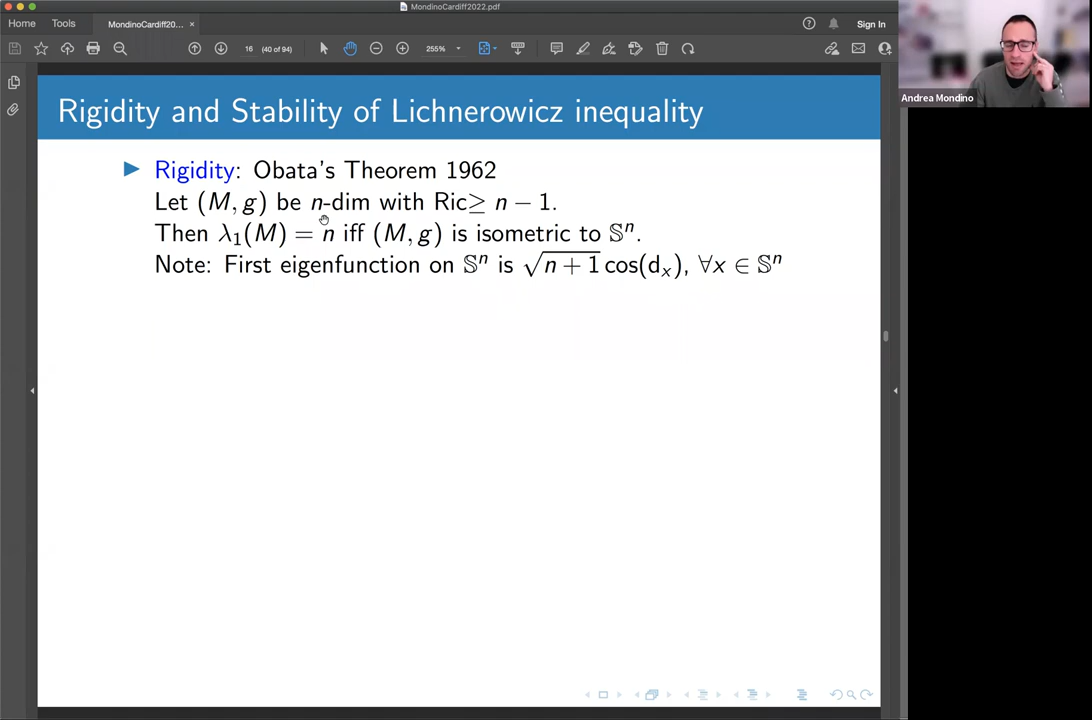 MondinoCardiff2022.pdf
Home Tools MondinoCardiff20... × Sign In
16 (40 of 94) 255%
Andrea Mondino
Rigidity and Stability of Lichnerowicz inequality
Rigidity: Obata's Theorem 1962
Let (M, g) be n-dim with Ric≥ n − 1.
Then λ₁(M) = n iff (M, g) is isometric to 𝕊ⁿ.
Note: First eigenfunction on 𝕊ⁿ is √(n + 1) cos(dₓ), ∀x ∈ 𝕊ⁿ